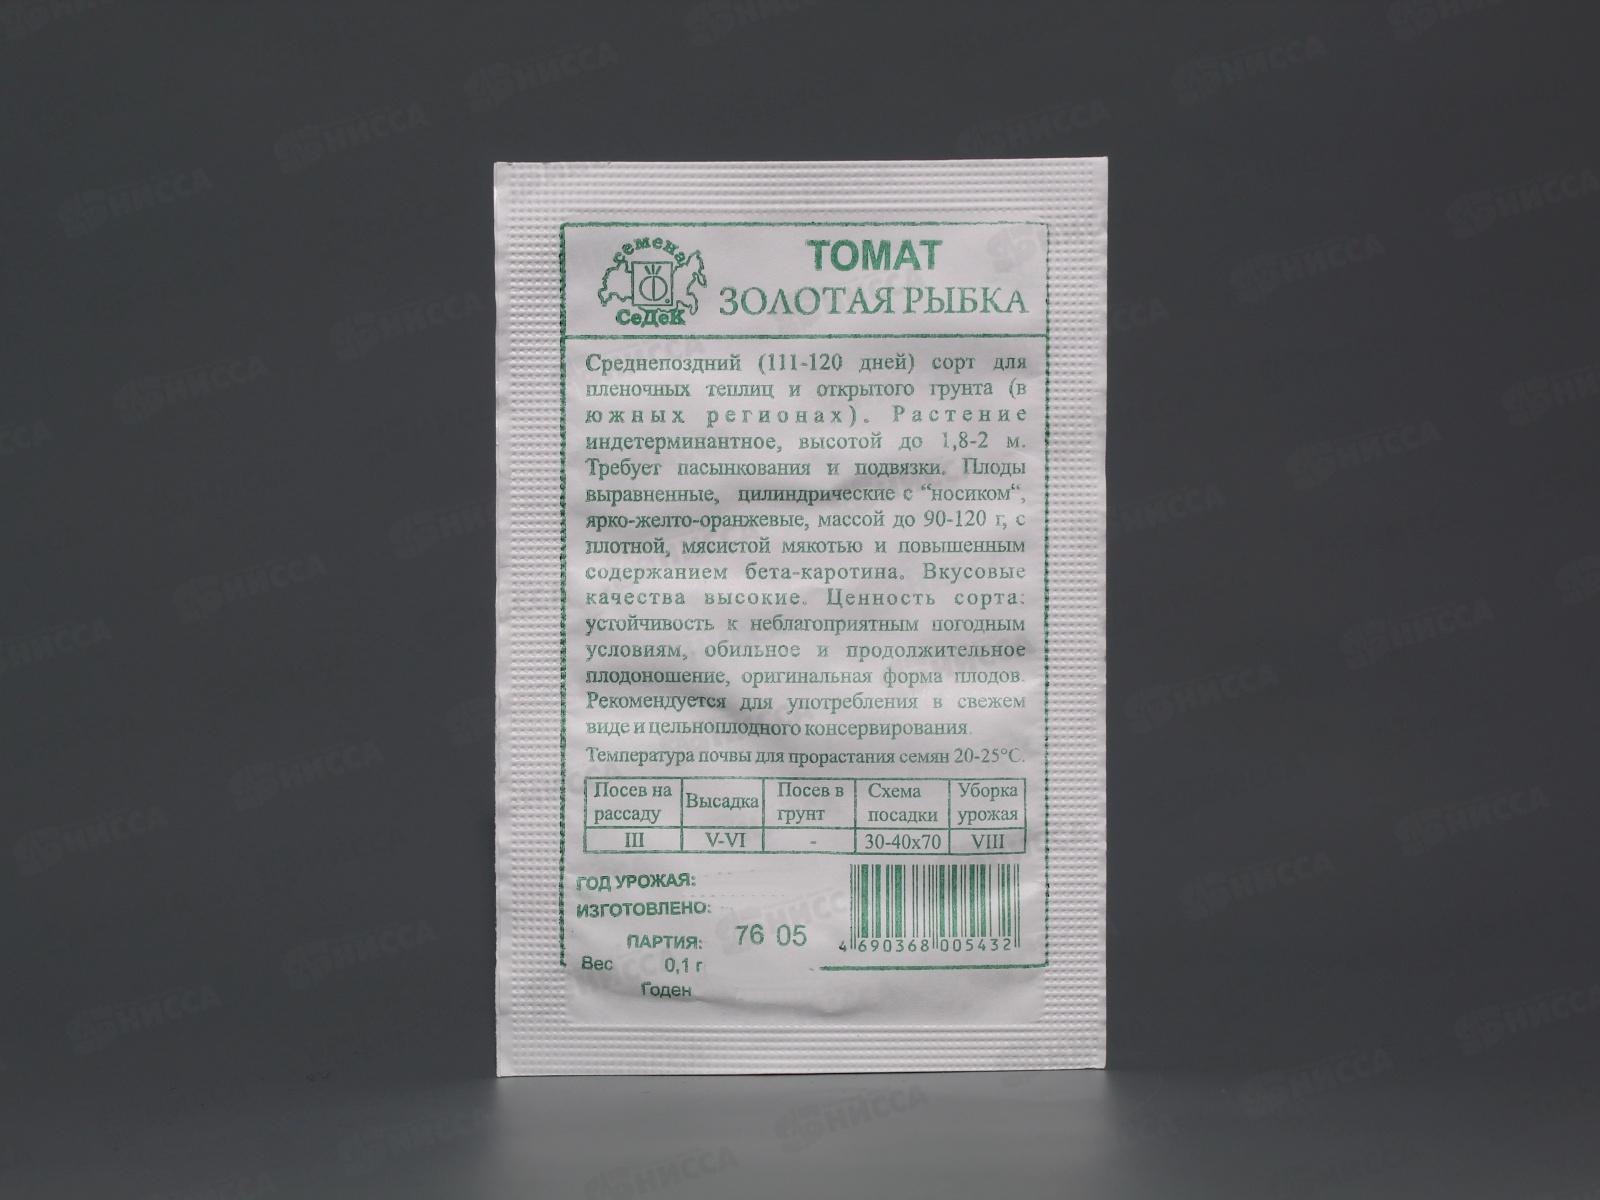 семена
СеДеК
ТОМАТ
ЗОЛОТАЯ РЫБКА
Среднепоздний (111-120 дней) сорт для
пленочных теплиц и открытого грунта (в
южных регионах). Растение
индетерминантное, высотой до 1,8-2 м.
Требует пасынкования и подвязки. Плоды
выравненные, цилиндрические с “носиком“,
ярко-желто-оранжевые, массой до 90-120 г, с
плотной, мясистой мякотью и повышенным
содержанием бета-каротина. Вкусовые
качества высокие. Ценность сорта:
устойчивость к неблагоприятным погодным
условиям, обильное и продолжительное
плодоношение, оригинальная форма плодов.
Рекомендуется для употребления в свежем
виде и цельноплодного консервирования.
Температура почвы для прорастания семян 20-25°С.
Посев на рассаду Высадка Посев в грунт Схема посадки Уборка урожая
III V-VI - 30-40х70 VIII
ГОД УРОЖАЯ:
ИЗГОТОВЛЕНО:
ПАРТИЯ: 76 05
Вес 0,1 г
Годен
4 690368 005432
НИССА